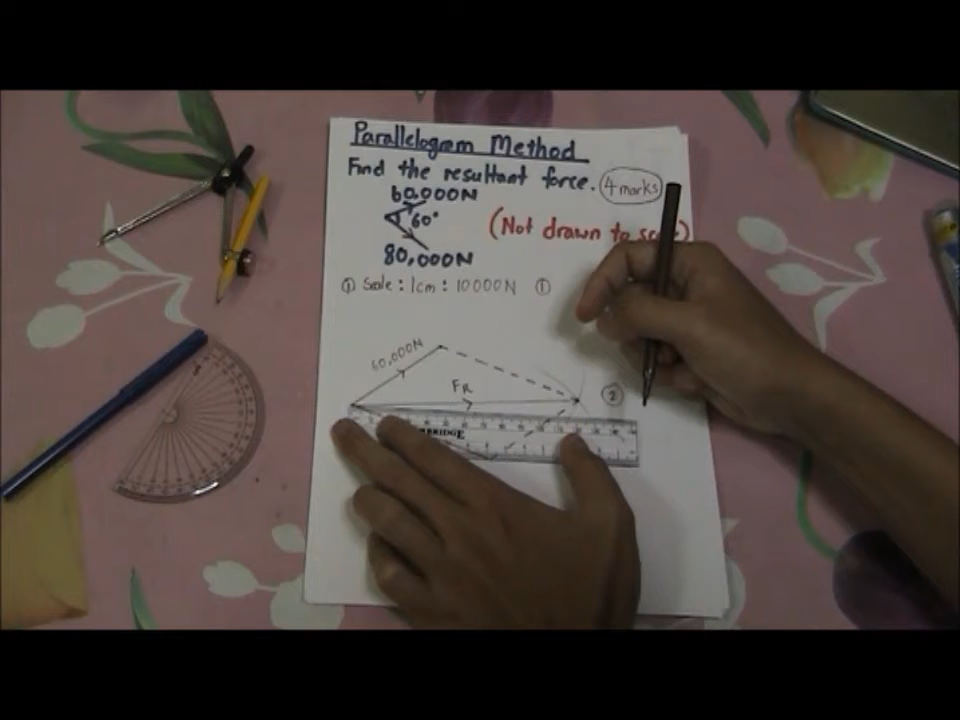 Parallelogram Method
Find the resultant force. 4 marks
60,000N
60°
(Not drawn to scale)
80,000N
① Scale : 1cm : 10000N ①
60,000N
FR
②